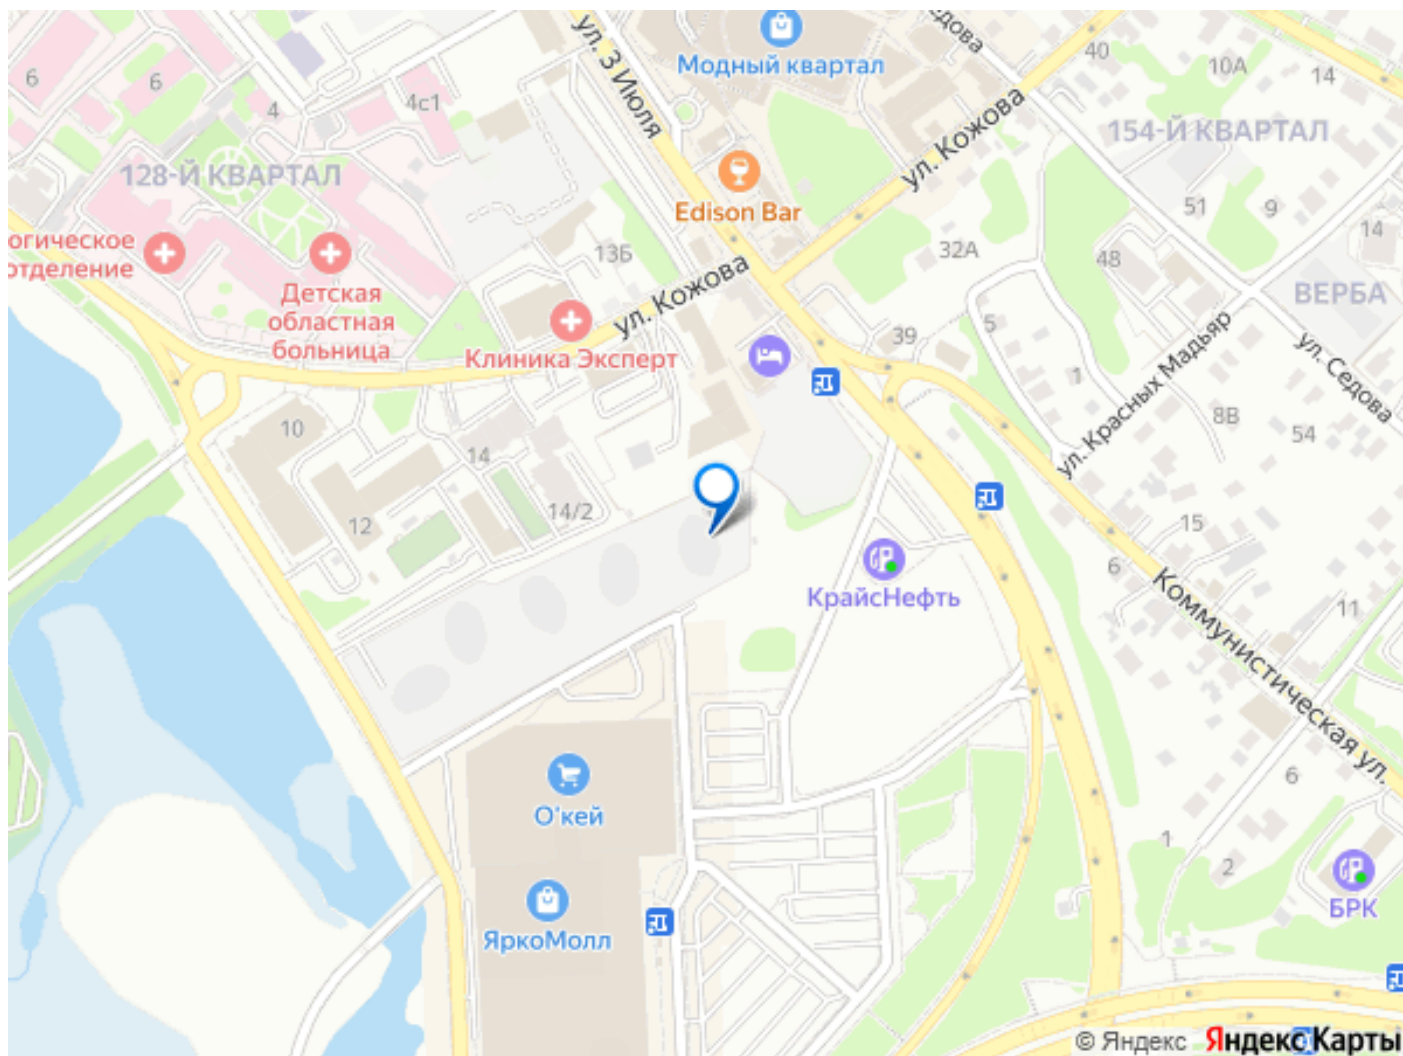 ул. 3 Июля
Модный квартал
Седова
40
10А
14
6
6
4
4с1
154-Й КВАРТАЛ
ул. Кожова
128-Й КВАРТАЛ
Edison Bar
51
9
14
огическое
отделение
Детская
областная
больница
13Б
ул. Кожова
32А
48
ВЕРБА
Клиника Эксперт
39
5
1
ул. Красных Мадьяр
ул. Седова
8В
54
10
14
12
14/2
15
6
КрайсНефть
Коммунистическая ул.
11
6
О'кей
1
2
ЯркоМолл
БРК
© Яндекс Яндекс Карты